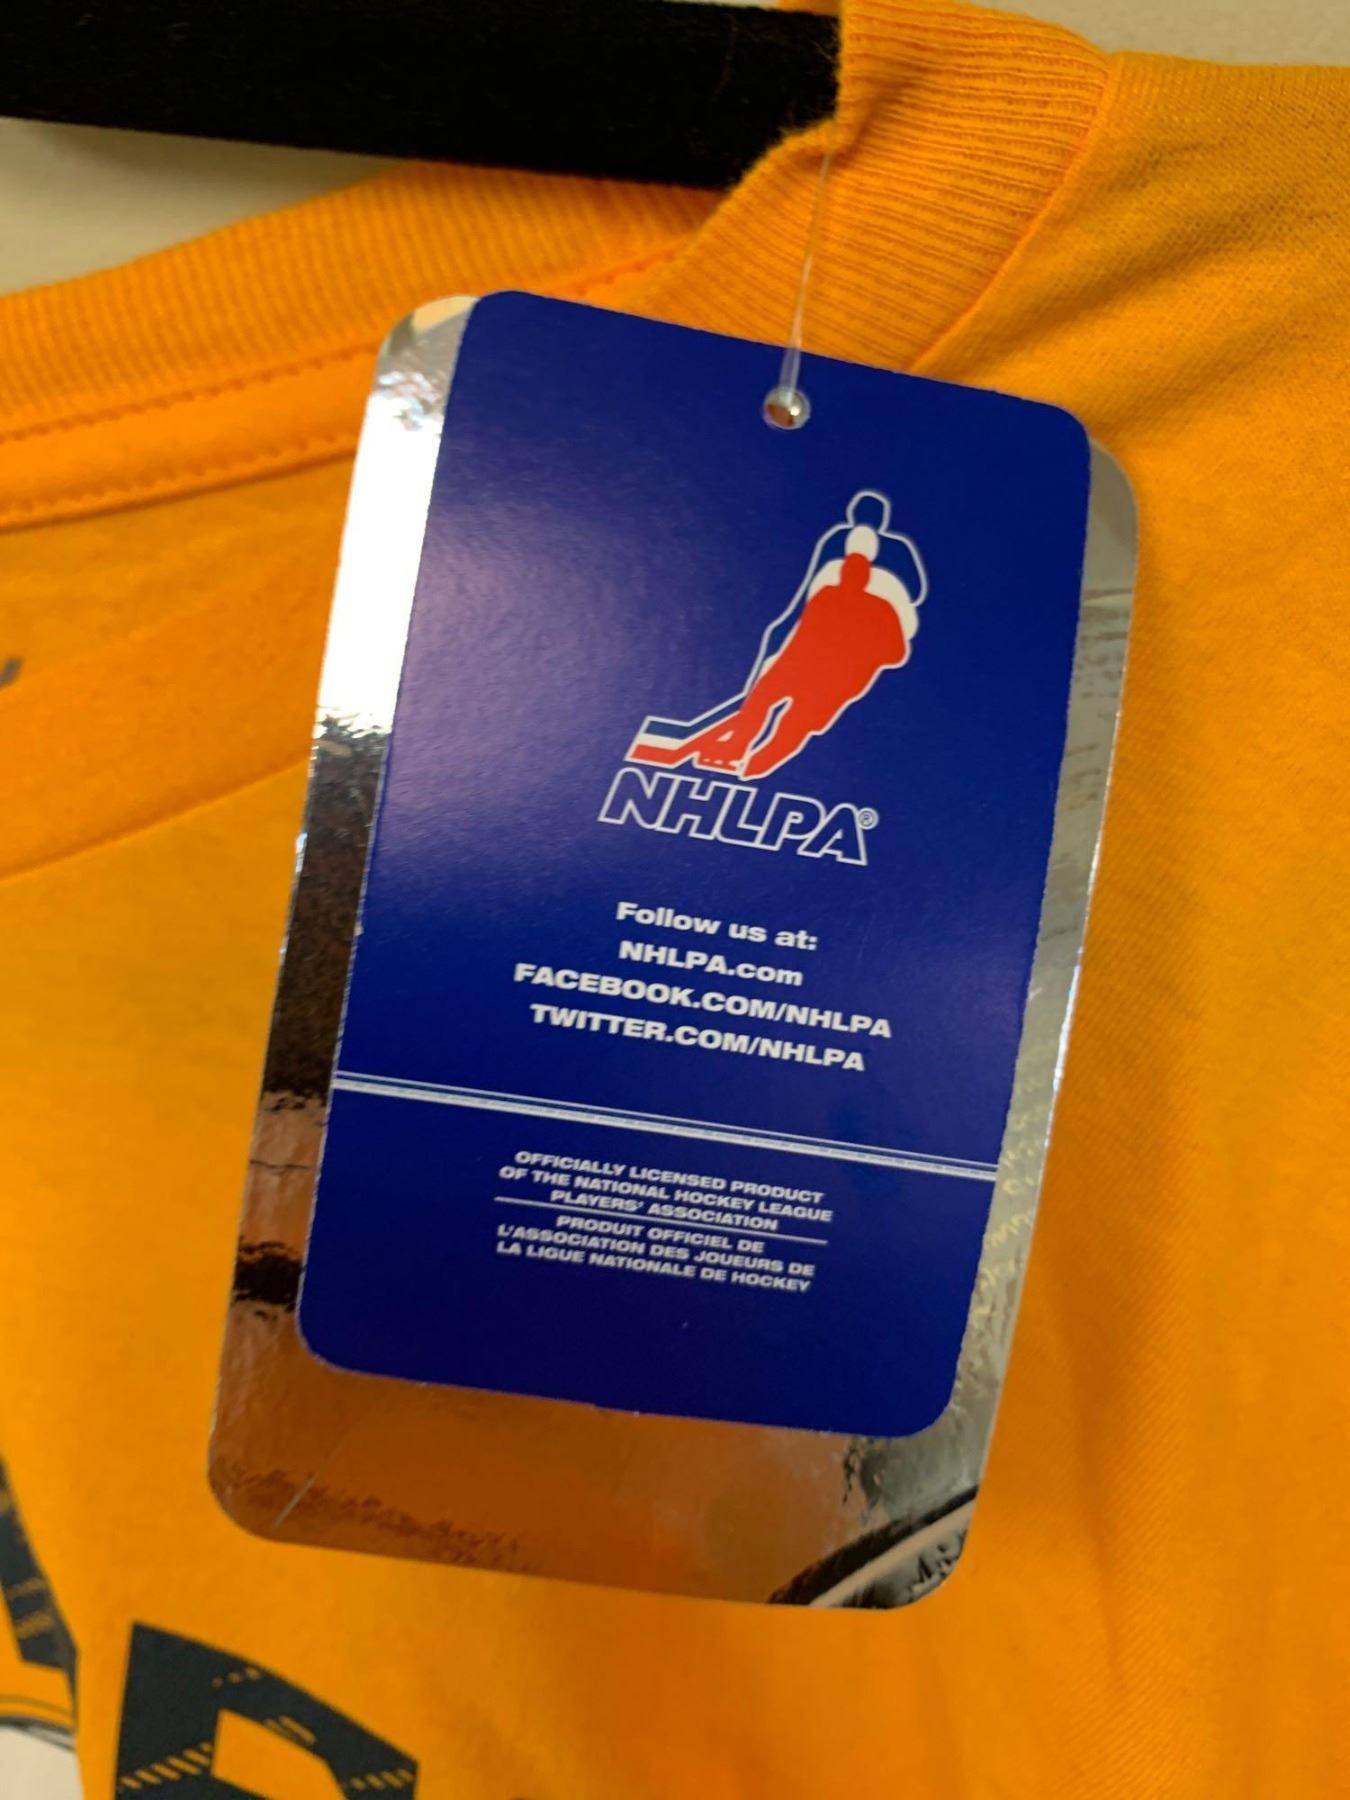 NHLPA®
Follow us at:
NHLPA.com
FACEBOOK.COM/NHLPA
TWITTER.COM/NHLPA
OFFICIALLY LICENSED PRODUCT
OF THE NATIONAL HOCKEY LEAGUE
PLAYERS' ASSOCIATION
PRODUIT OFFICIEL DE
L'ASSOCIATION DES JOUEURS DE
LA LIGUE NATIONALE DE HOCKEY